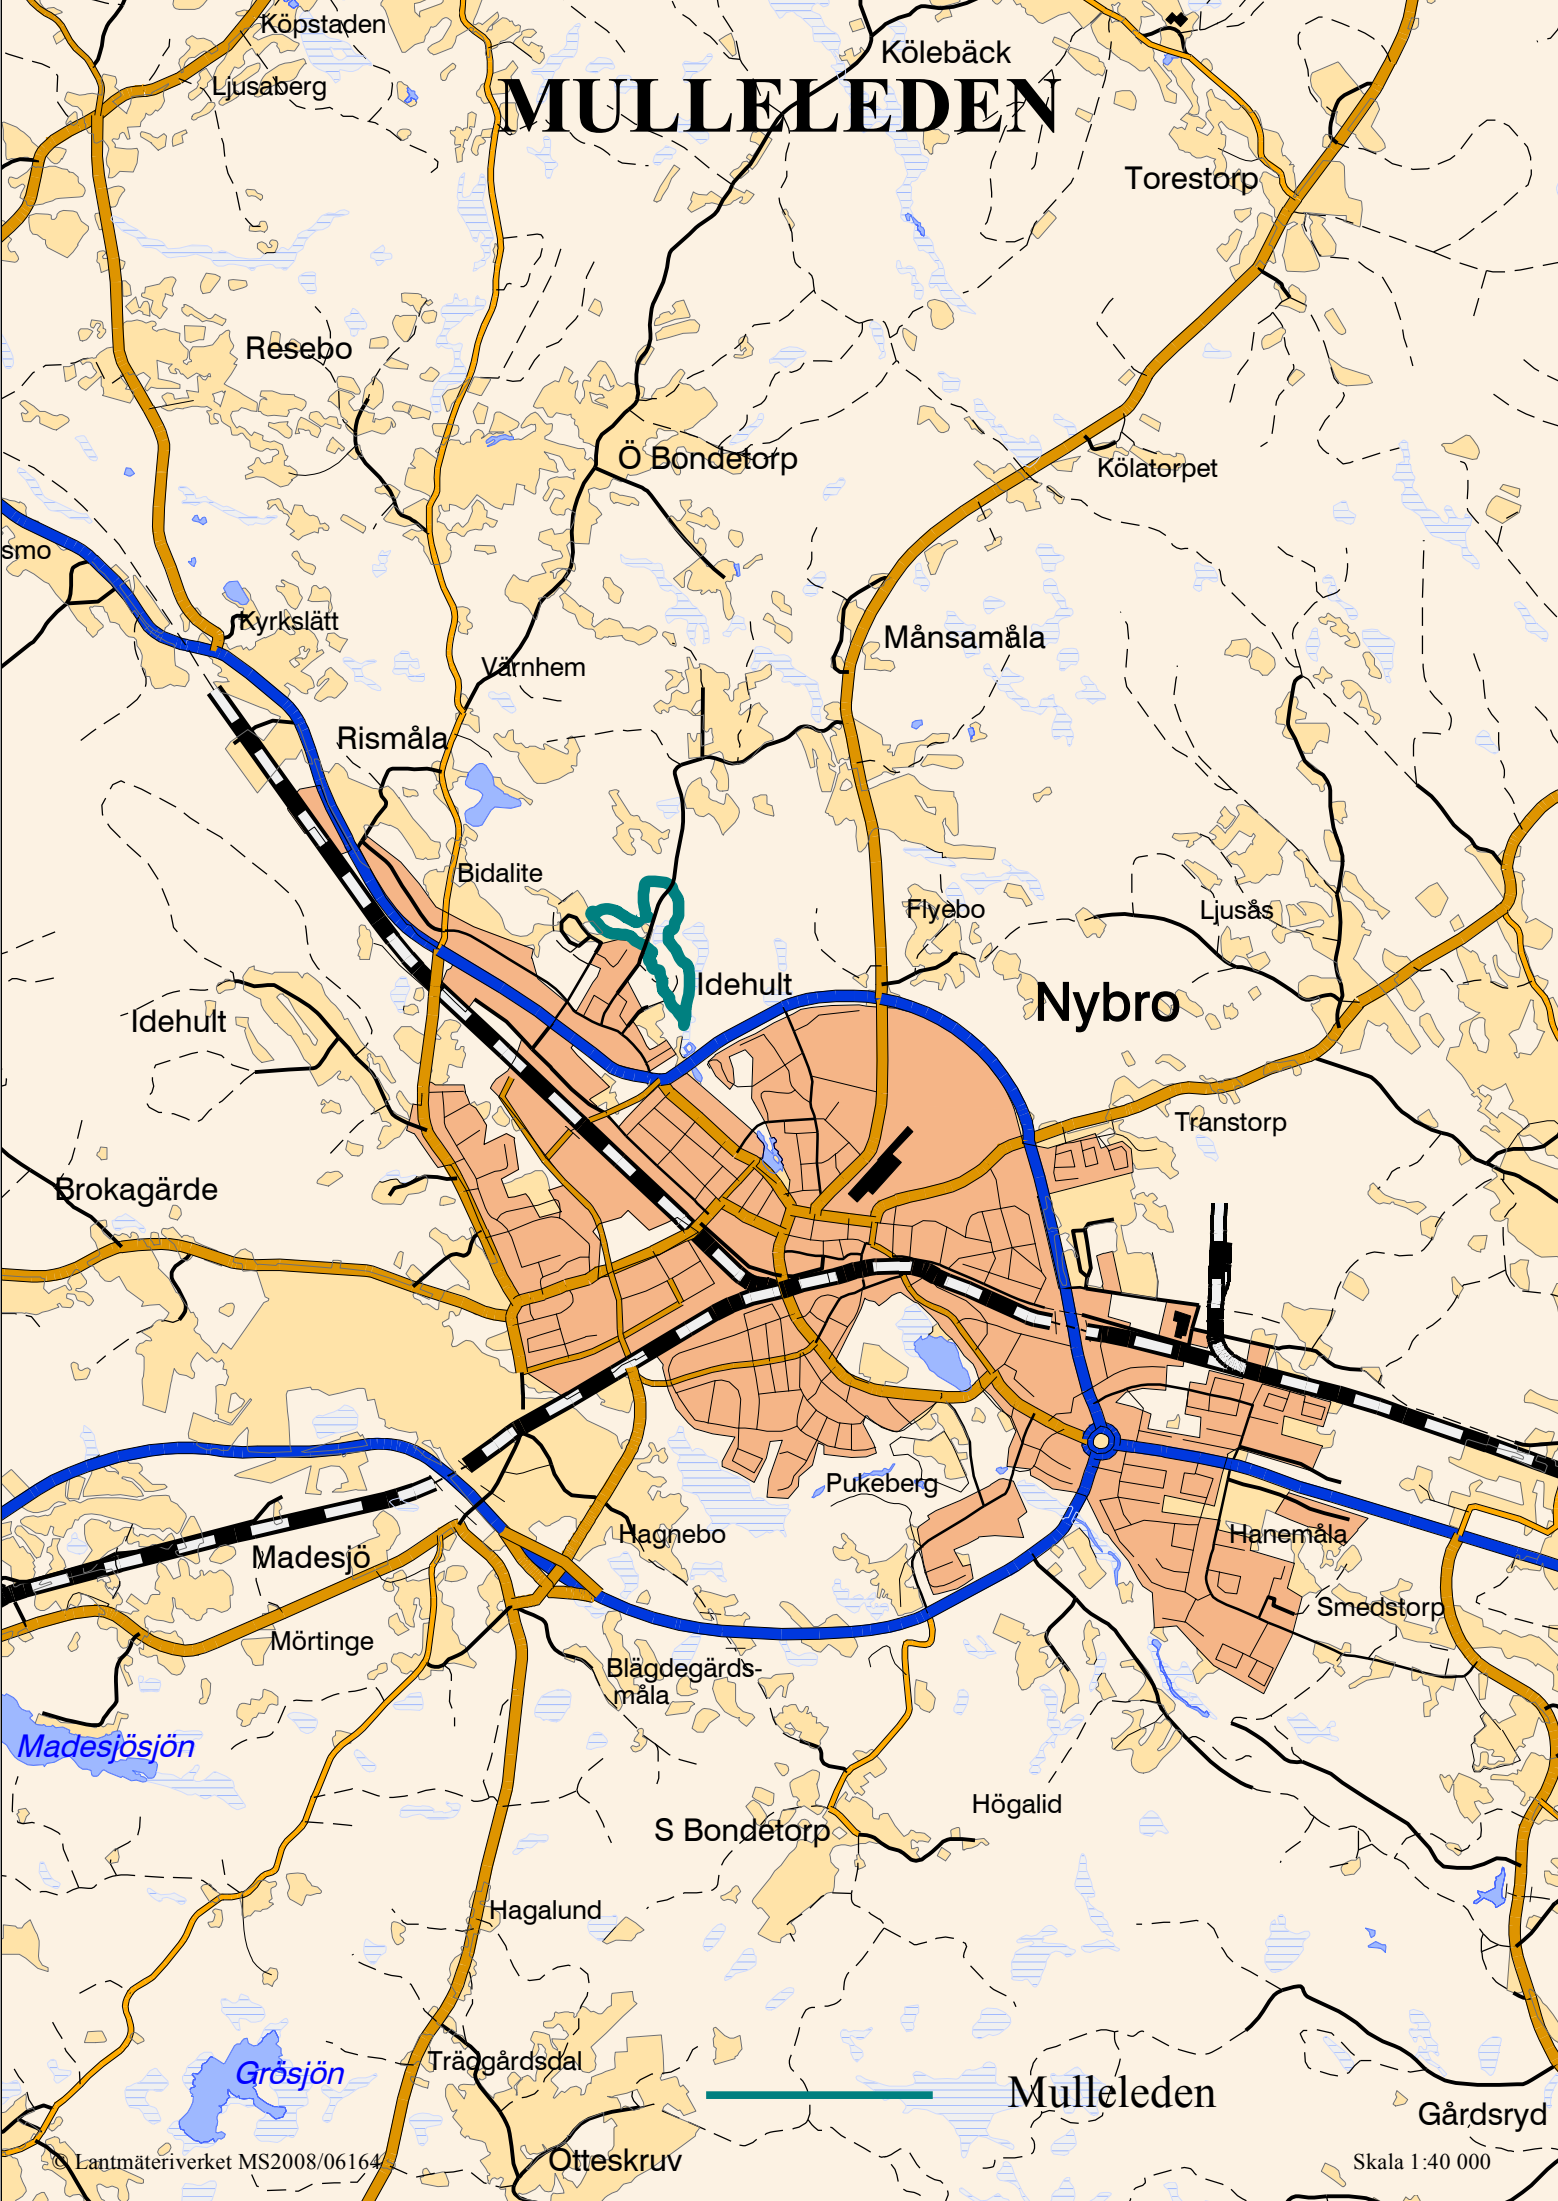 Köpstaden
Kölebäck
Ljusaberg
MULLELEDEN
Torestorp
Resebo
Ö Bondetorp
Kölatorpet
smo
Kyrkslätt
Månsamåla
Värnhem
Rismåla
Bidalite
Flyebo
Ljusås
Idehult
Nybro
Idehult
Transtorp
Brokagärde
Pukeberg
Hagnebo
Hanemåla
Madesjö
Smedstorp
Mörtinge
Blägdegärds-
måla
Madesjösjön
Högalid
S Bondetorp
Hagalund
Trädgårdsdal
Grösjön
Mulleleden
Gårdsryd
Otteskruv
© Lantmäteriverket MS2008/06164
Skala 1:40 000